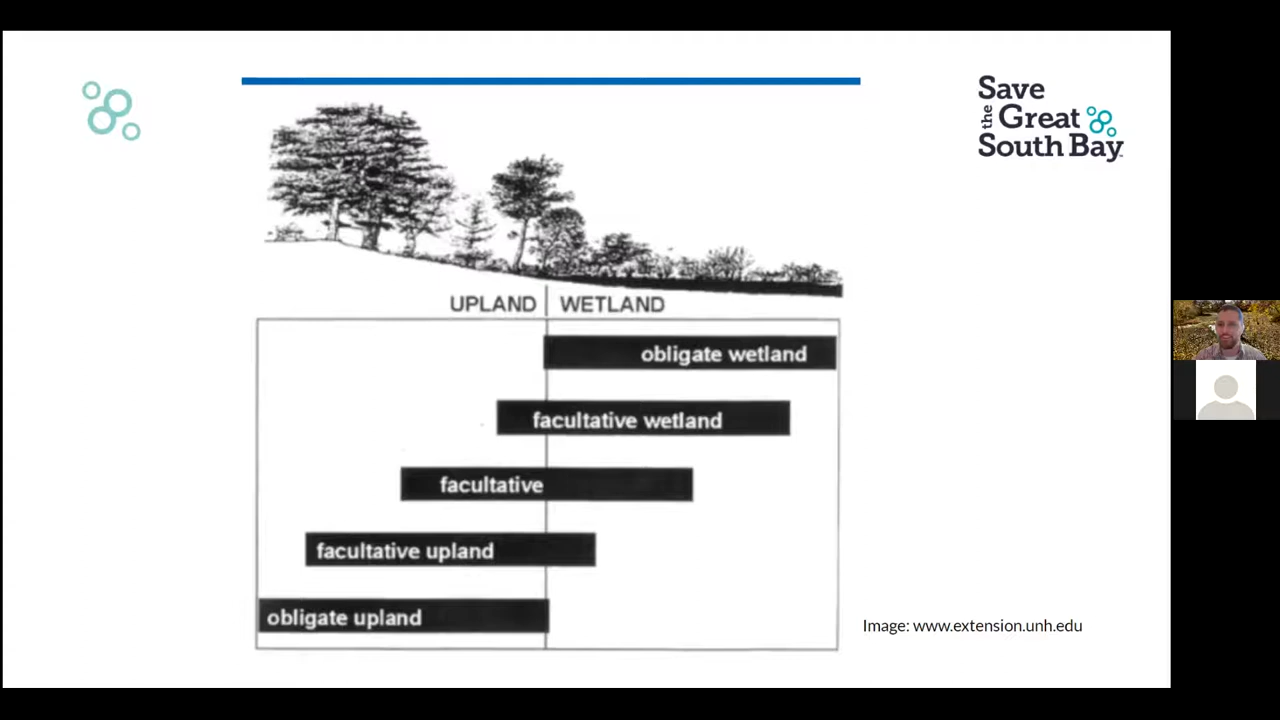 Save
the Great
South Bay™
UPLAND WETLAND
obligate wetland
facultative wetland
facultative
facultative upland
obligate upland
Image: www.extension.unh.edu